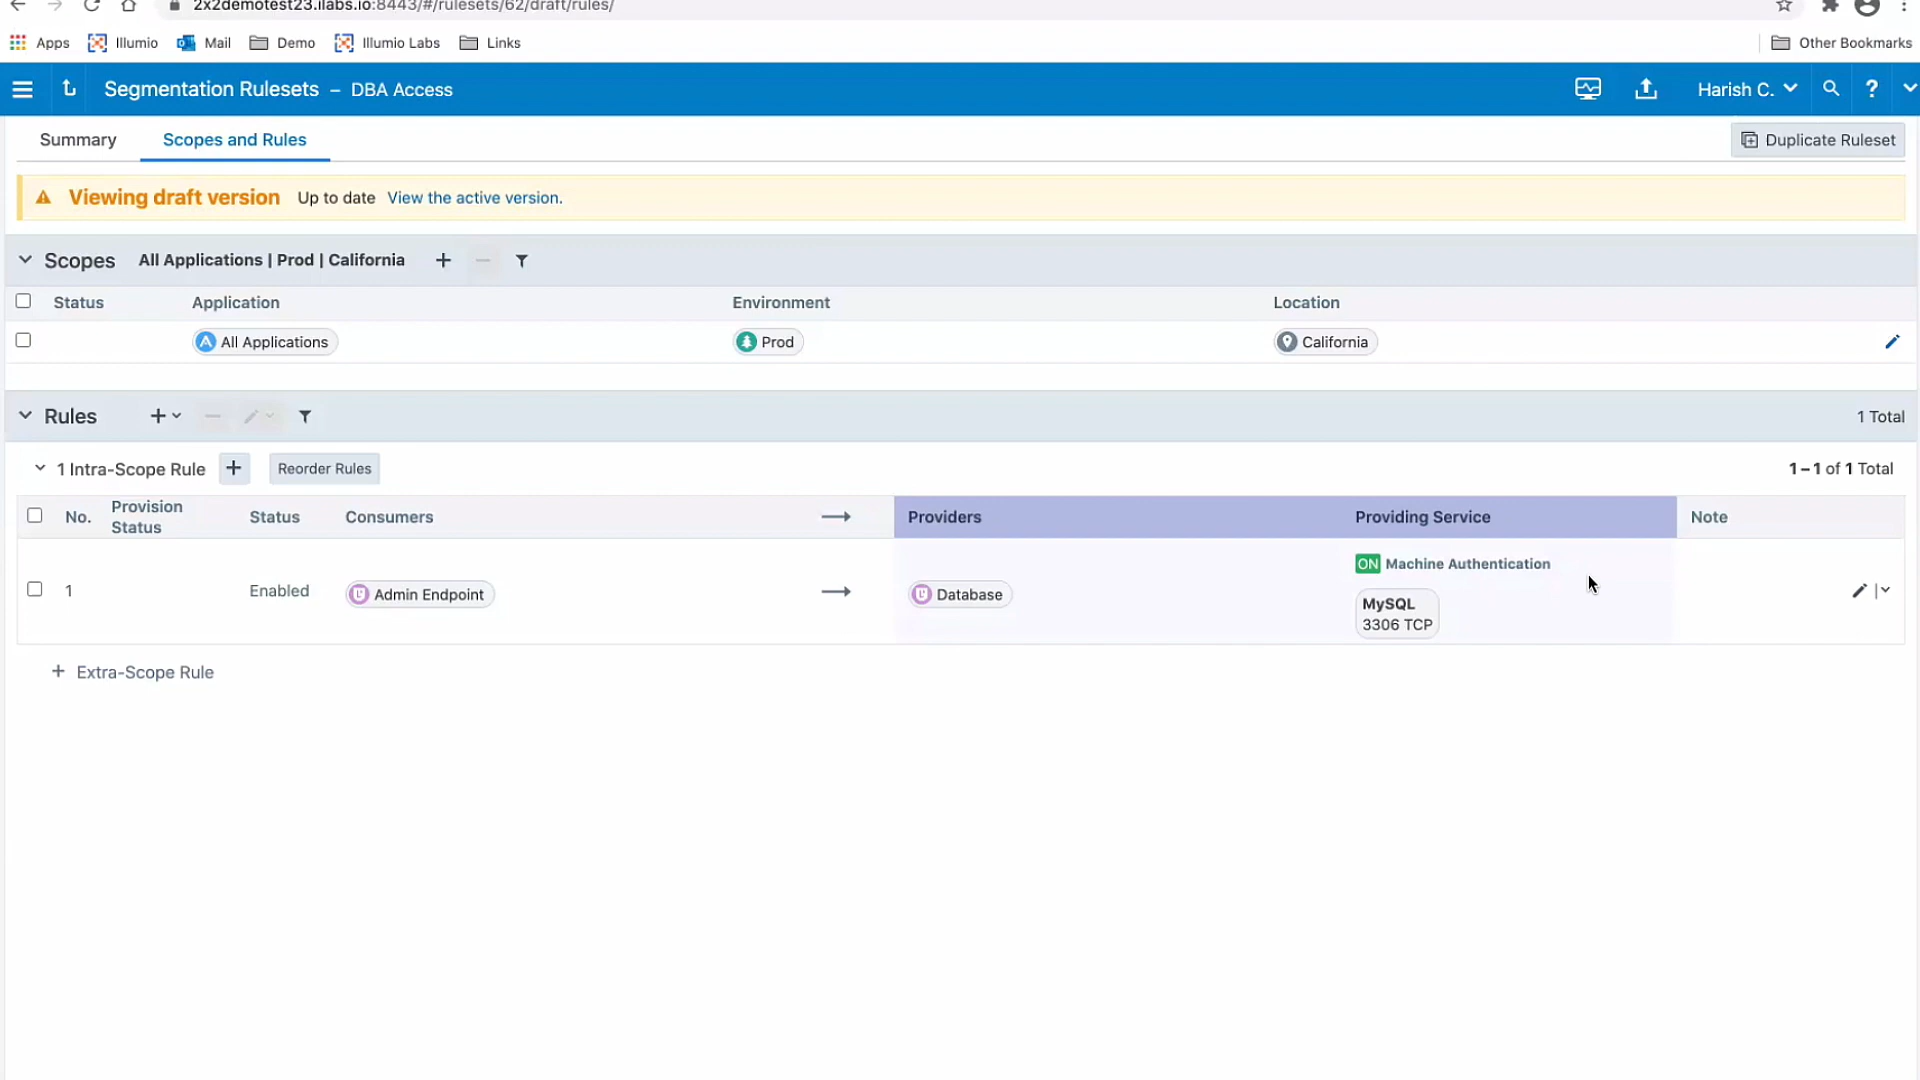 2x2demotest23.ilabs.io:8443/#/rulesets/62/draft/rules/
Apps Illumio Mail Demo Illumio Labs Links Other Bookmarks
Segmentation Rulesets – DBA Access Harish C. ?
Summary Scopes and Rules Duplicate Ruleset
Viewing draft version Up to date View the active version.
Scopes All Applications | Prod | California
Status Application Environment Location
All Applications Prod California
Rules 1 Total
1 Intra-Scope Rule + Reorder Rules 1 – 1 of 1 Total
No. Provision Status Status Consumers → Providers Providing Service Note
1 Enabled Admin Endpoint → Database ON Machine Authentication
MySQL
3306 TCP
+ Extra-Scope Rule